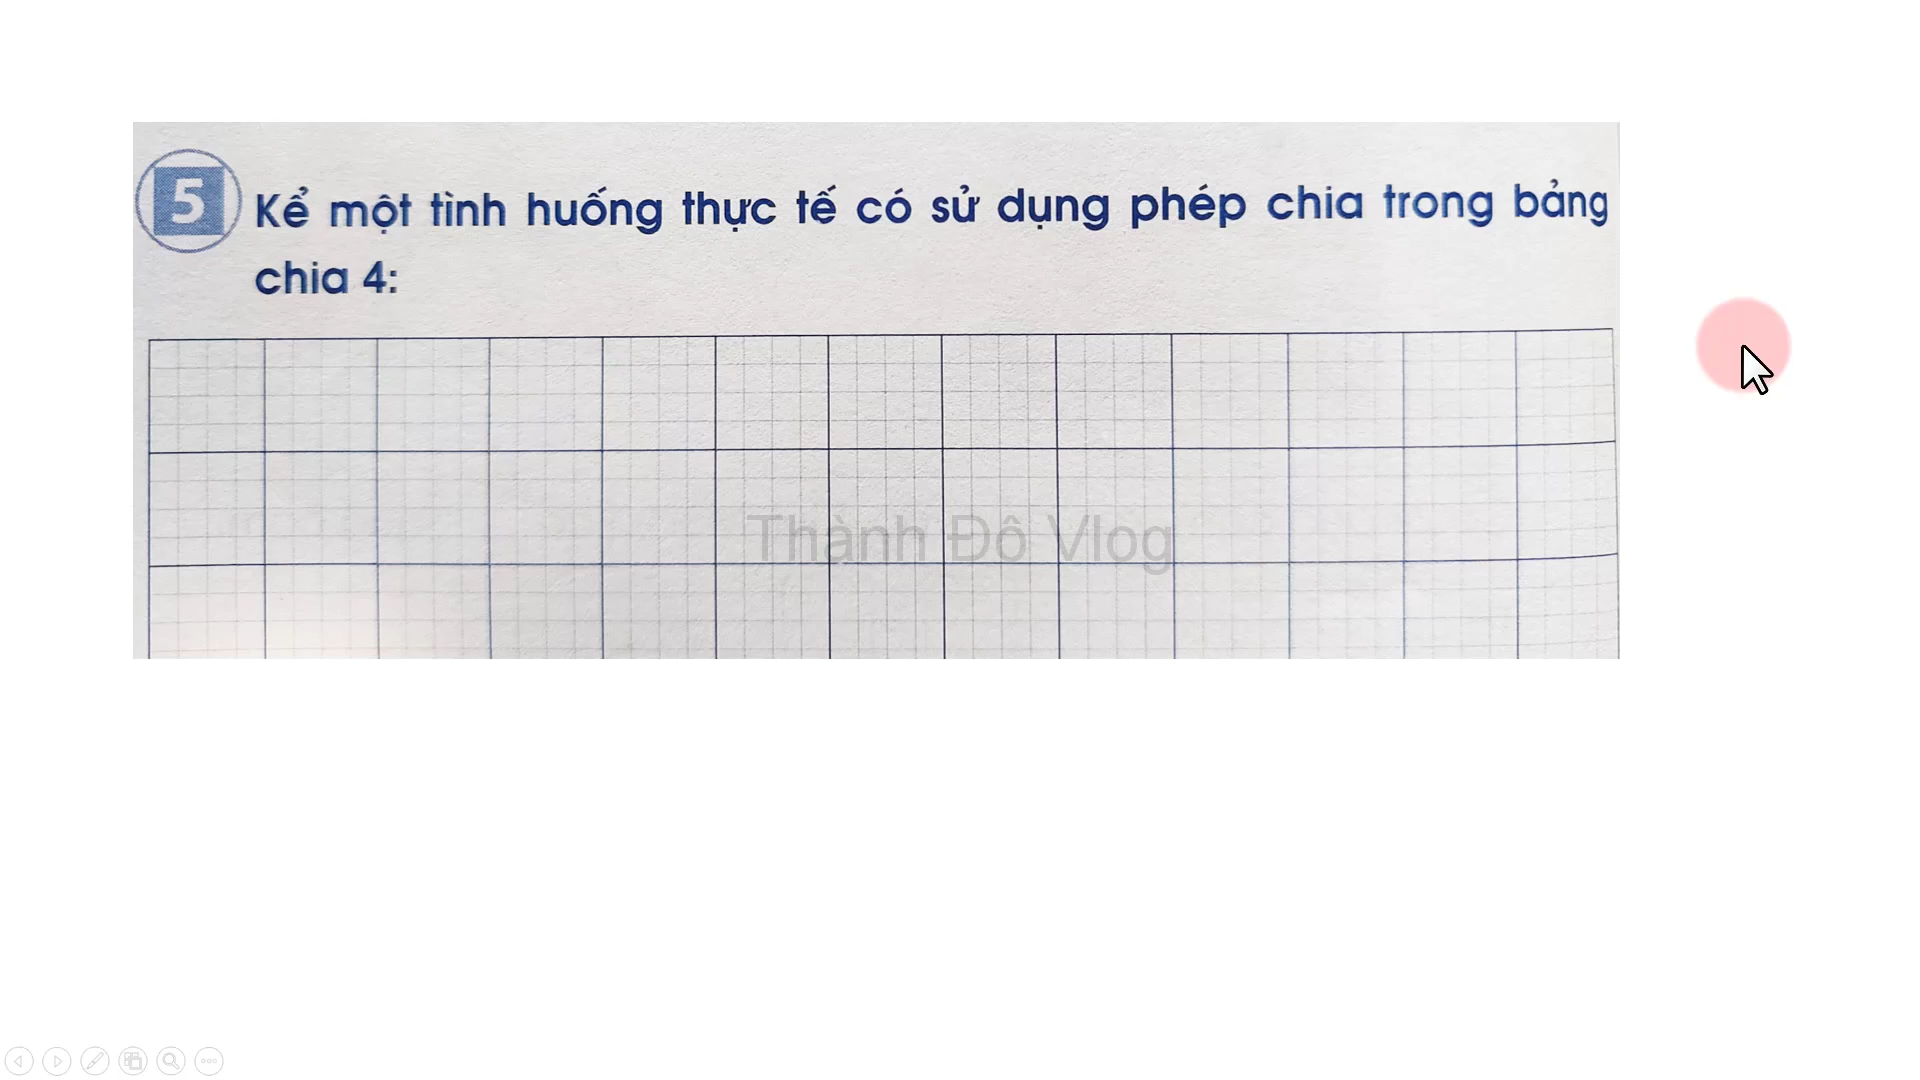 5 Kể một tình huống thực tế có sử dụng phép chia trong bảng
chia 4:
Thành Đô Vlog